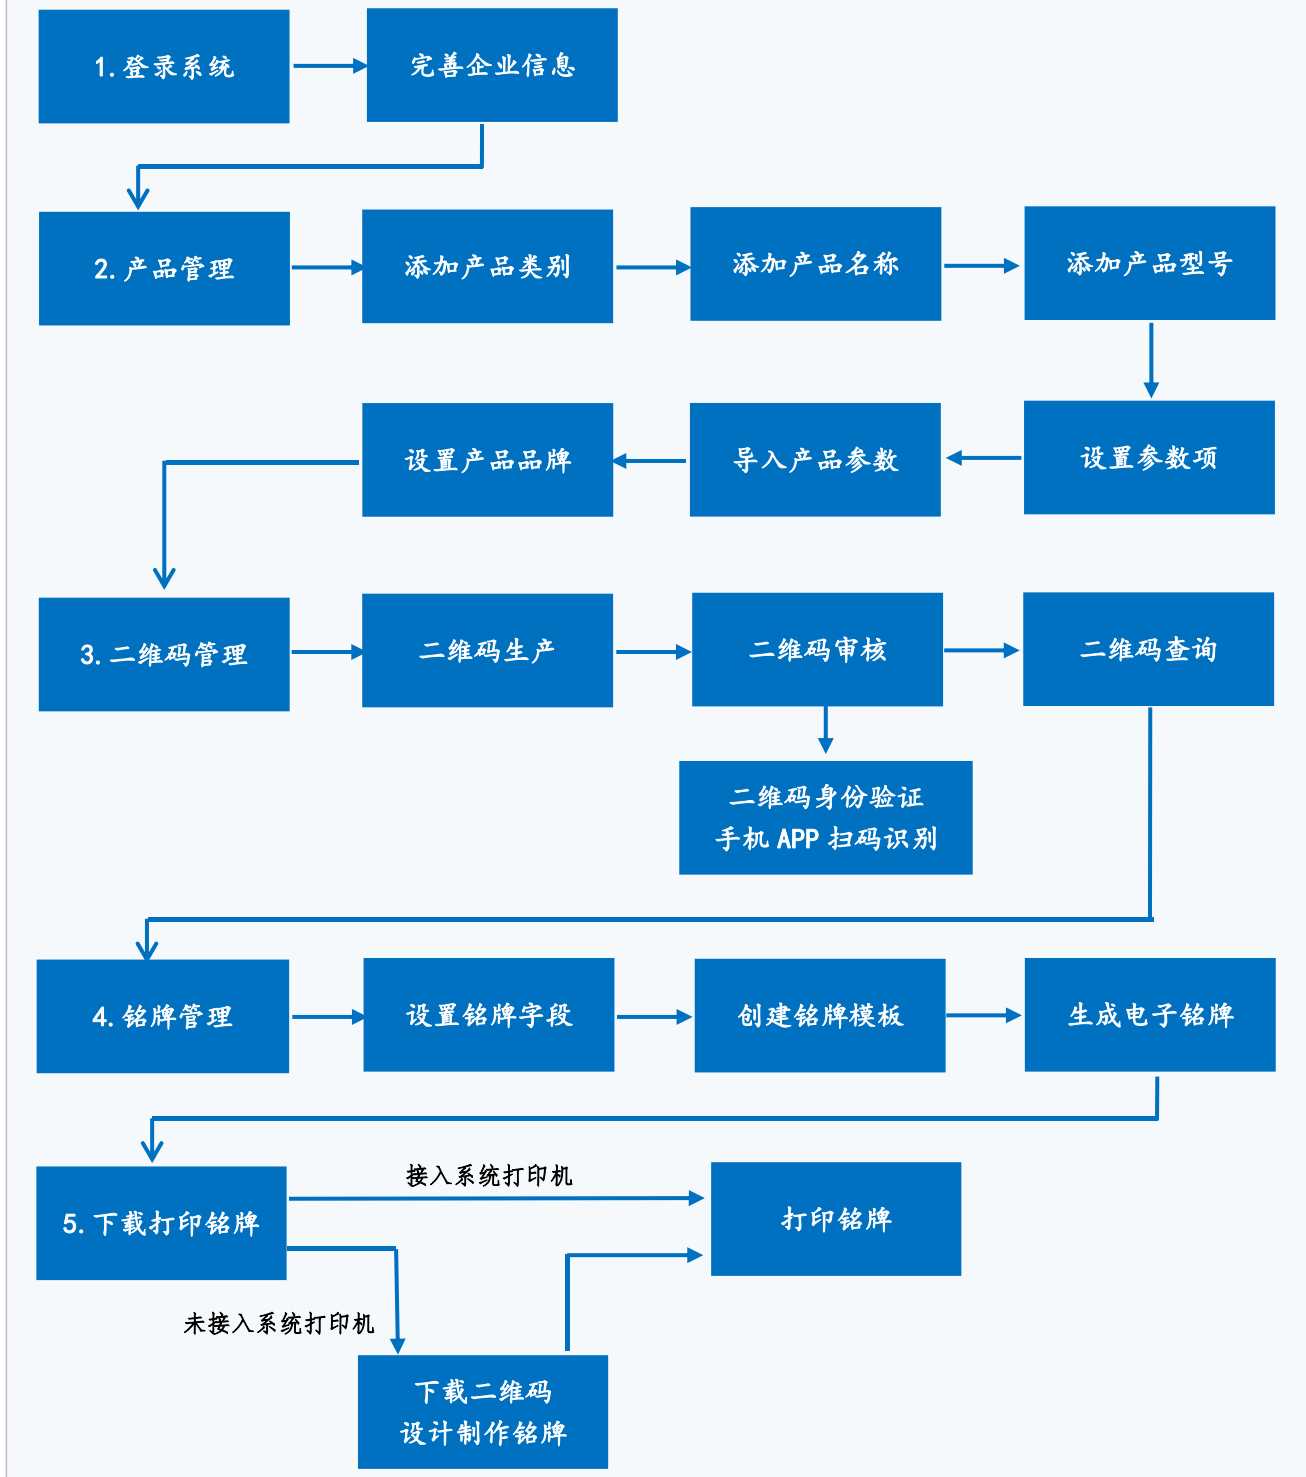 1.登录系统
完善企业信息
2.产品管理
添加产品类别
添加产品名称
添加产品型号
设置产品品牌
导入产品参数
设置参数项
3.二维码管理
二维码生产
二维码审核
二维码查询
二维码身份验证
手机APP扫码识别
4.铭牌管理
设置铭牌字段
创建铭牌模板
生成电子铭牌
接入系统打印机
5.下载打印铭牌
打印铭牌
未接入系统打印机
下载二维码
设计制作铭牌